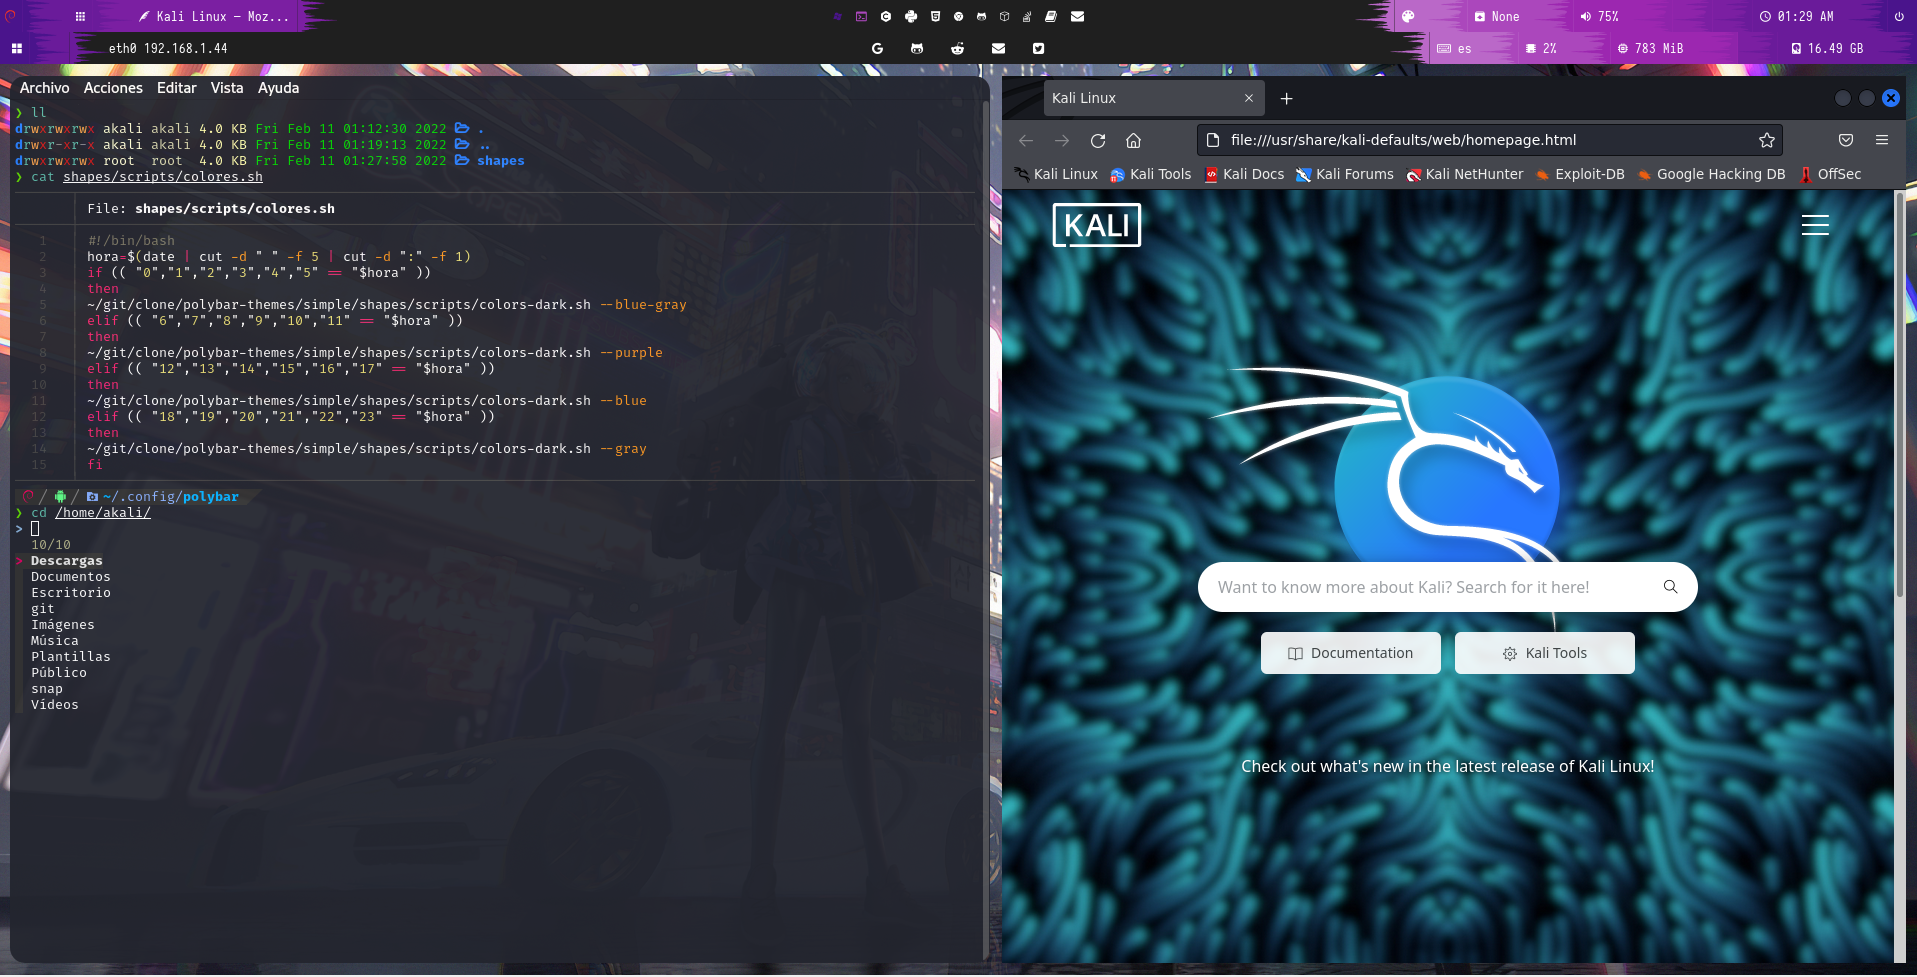 Kali Linux – Moz...
None
75%
01:29 AM
eth0 192.168.1.44
es
2%
783 MiB
16.49 GB
Archivo Acciones Editar Vista Ayuda
❯ ll
drwxrwxrwx akali akali 4.0 KB Fri Feb 11 01:12:30 2022 .
drwxr-xr-x akali akali 4.0 KB Fri Feb 11 01:19:13 2022 ..
drwxrwxrwx root root 4.0 KB Fri Feb 11 01:27:58 2022 shapes
❯ cat shapes/scripts/colores.sh
File: shapes/scripts/colores.sh
1 #!/bin/bash
2 hora=$(date | cut -d " " -f 5 | cut -d ":" -f 1)
3 if (( "0","1","2","3","4","5" == "$hora" ))
4 then
5 ~/git/clone/polybar-themes/simple/shapes/scripts/colors-dark.sh --blue-gray
6 elif (( "6","7","8","9","10","11" == "$hora" ))
7 then
8 ~/git/clone/polybar-themes/simple/shapes/scripts/colors-dark.sh --purple
9 elif (( "12","13","14","15","16","17" == "$hora" ))
10 then
11 ~/git/clone/polybar-themes/simple/shapes/scripts/colors-dark.sh --blue
12 elif (( "18","19","20","21","22","23" == "$hora" ))
13 then
14 ~/git/clone/polybar-themes/simple/shapes/scripts/colors-dark.sh --gray
15 fi
/ / ~/.config/polybar
❯ cd /home/akali/
>
10/10
> Descargas
Documentos
Escritorio
git
Imágenes
Música
Plantillas
Público
snap
Vídeos
Kali Linux
file:///usr/share/kali-defaults/web/homepage.html
Kali Linux Kali Tools Kali Docs Kali Forums Kali NetHunter Exploit-DB Google Hacking DB OffSec
KALI
Want to know more about Kali? Search for it here!
Documentation
Kali Tools
Check out what's new in the latest release of Kali Linux!